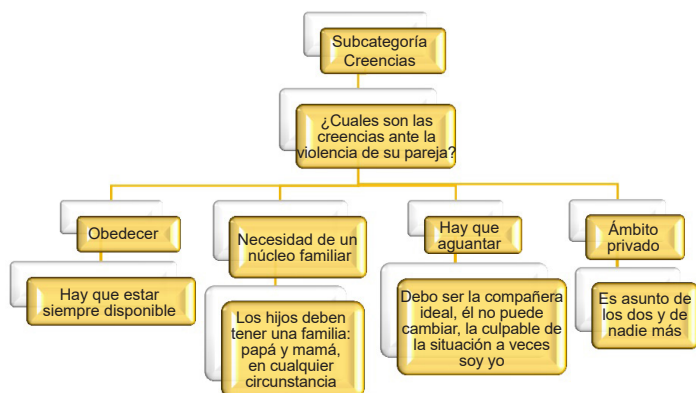 Subcategoría
Creencias
¿Cuales son las
creencias ante la
violencia de su pareja?
Obedecer
Hay que estar
siempre disponible
Necesidad de un
núcleo familiar
Los hijos deben
tener una familia:
papá y mamá,
en cualquier
circunstancia
Hay que
aguantar
Debo ser la compañera
ideal, él no puede
cambiar, la culpable de
la situación a veces
soy yo
Ámbito
privado
Es asunto de
los dos y de
nadie más